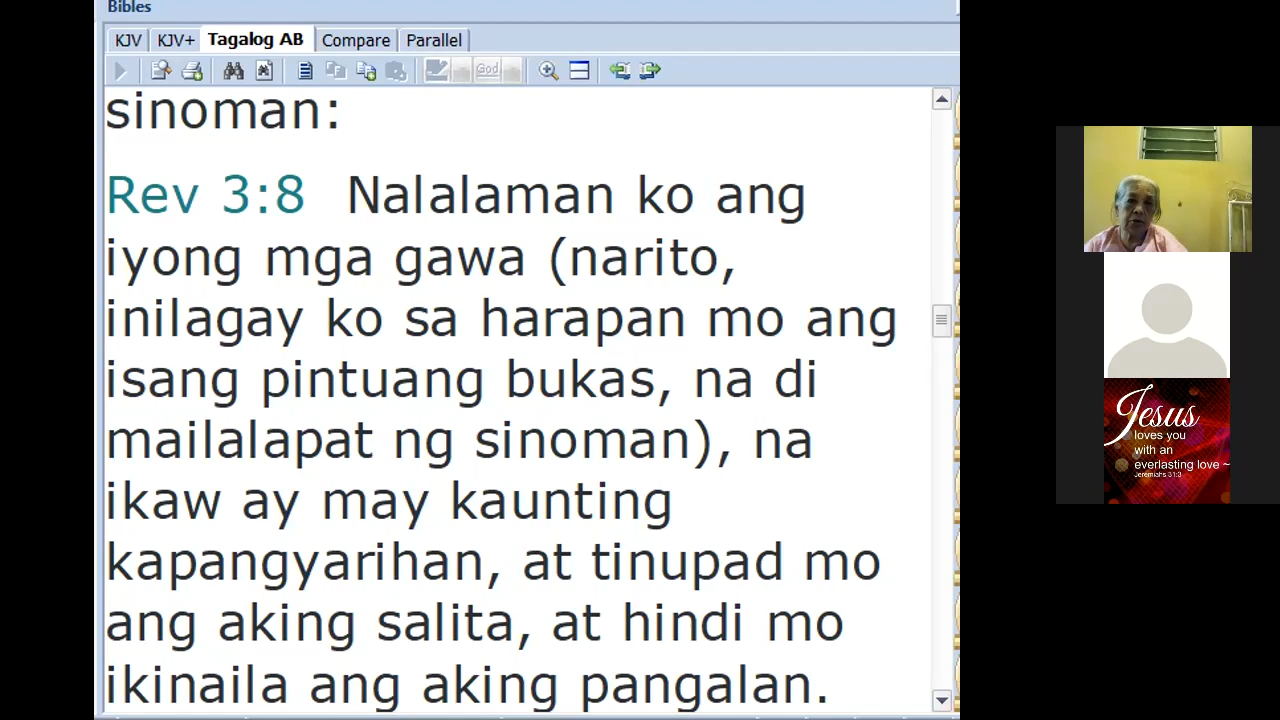 Bibles
KJV KJV+ Tagalog AB Compare Parallel
God
sinoman:
Rev 3:8 Nalalaman ko ang
iyong mga gawa (narito,
inilagay ko sa harapan mo ang
isang pintuang bukas, na di
mailalapat ng sinoman), na
ikaw ay may kaunting
kapangyarihan, at tinupad mo
ang aking salita, at hindi mo
ikinaila ang aking pangalan.
Jesus
loves you
with an
everlasting love ~
Jeremiahs 31:3